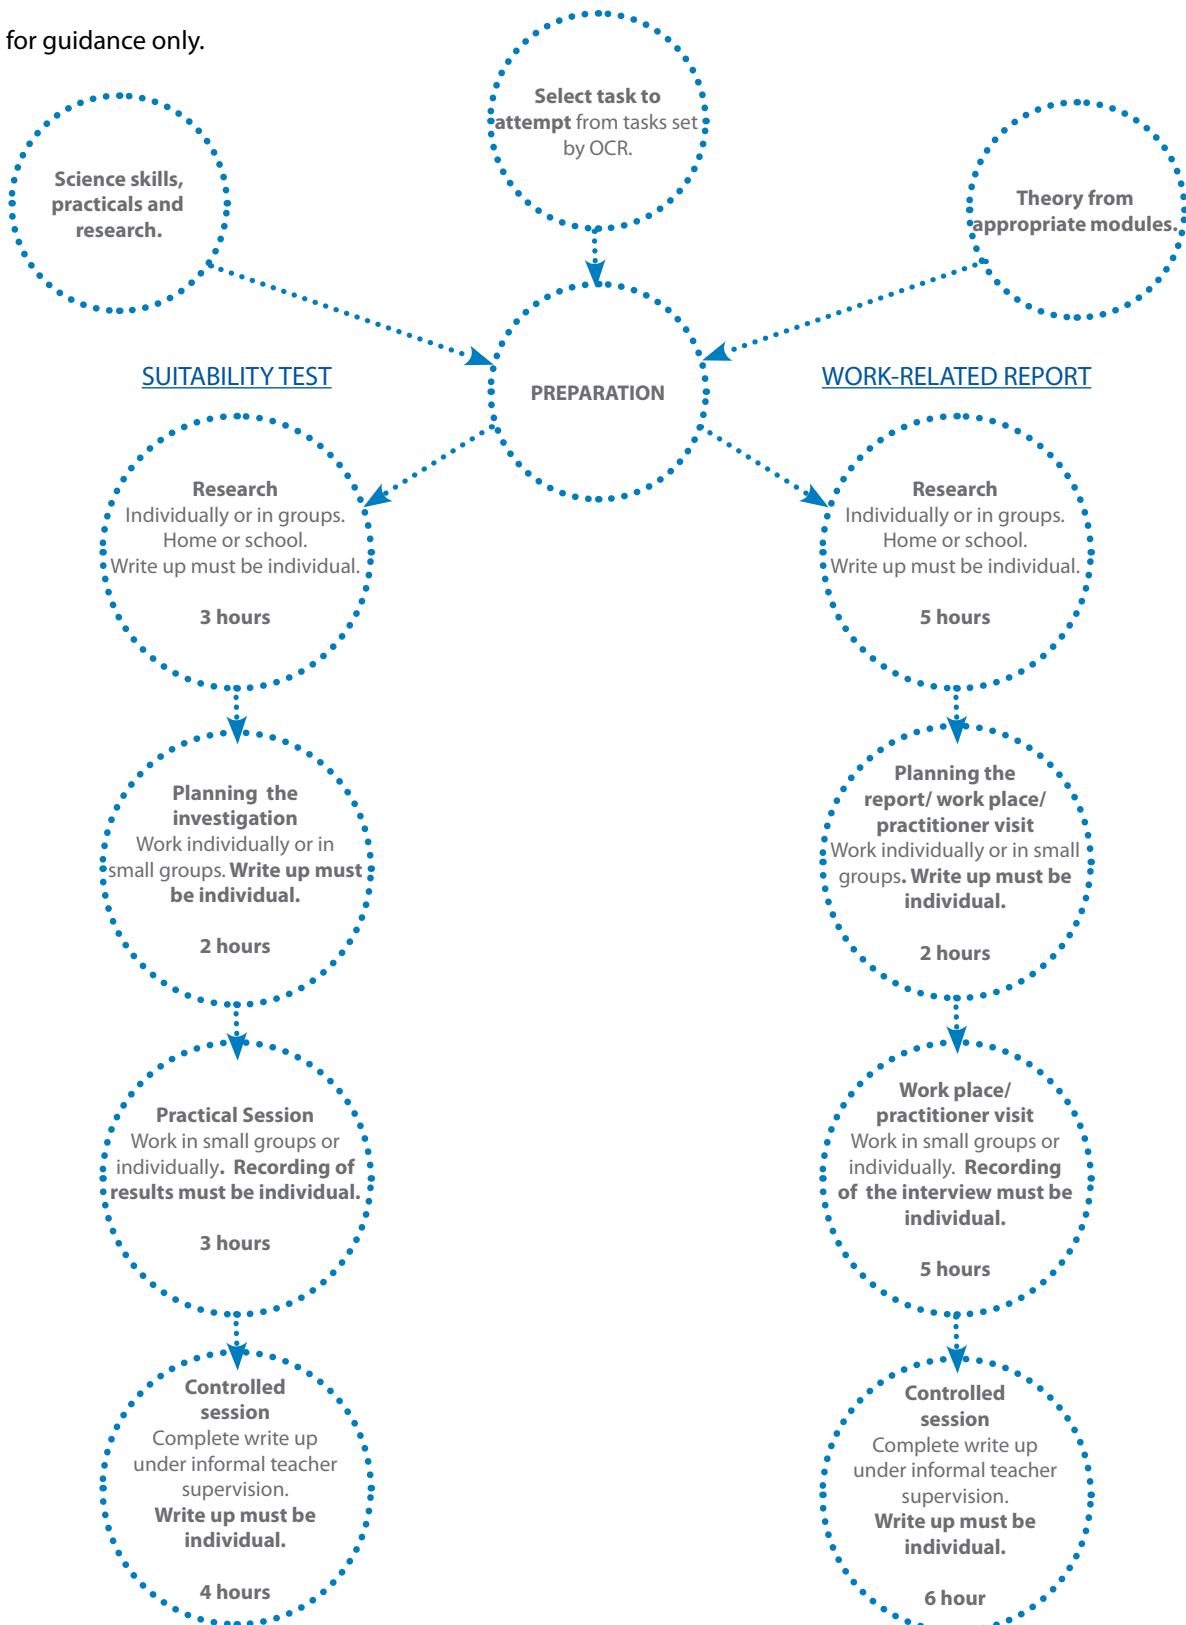 for guidance only.
Select task to
attempt from tasks set
by OCR.
Science skills,
practicals and
research.
Theory from
appropriate modules.
PREPARATION
SUITABILITY TEST
Research
Individually or in groups.
Home or school.
Write up must be individual.
3 hours
Planning the
investigation
Work individually or in
small groups. Write up must
be individual.
2 hours
Practical Session
Work in small groups or
individually. Recording of
results must be individual.
3 hours
Controlled
session
Complete write up
under informal teacher
supervision.
Write up must be
individual.
4 hours
WORK-RELATED REPORT
Research
Individually or in groups.
Home or school.
Write up must be individual.
5 hours
Planning the
report/ work place/
practitioner visit
Work individually or in small
groups. Write up must be
individual.
2 hours
Work place/
practitioner visit
Work in small groups or
individually. Recording
of the interview must be
individual.
5 hours
Controlled
session
Complete write up
under informal teacher
supervision.
Write up must be
individual.
6 hour